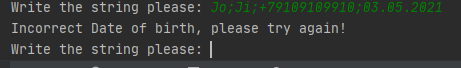 Write the string please: Jo;Ji;+79109109910;03.05.2021
Incorrect Date of birth, please try again!
Write the string please: